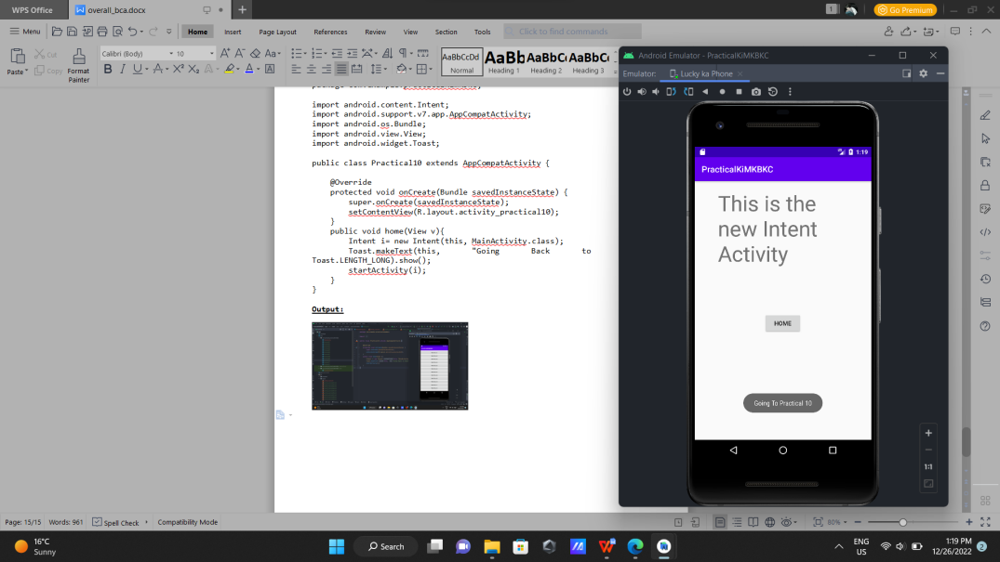 WPS Office
overall_bca.docx
1
Go Premium
Menu
Home
Insert
Page Layout
References
Review
View
Section
Tools
Click to find commands
Paste
Cut
Copy
Format
Painter
Calibri (Body)
10
AaBbCcDd
Normal
AaBb
Heading 1
AaBbC
Heading 2
AaBbCc
Heading 3
import android.content.Intent;
import android.support.v7.app.AppCompatActivity;
import android.os.Bundle;
import android.view.View;
import android.widget.Toast;
public class Practical10 extends AppCompatActivity {
@Override
protected void onCreate(Bundle savedInstanceState) {
super.onCreate(savedInstanceState);
setContentView(R.layout.activity_practical10);
}
public void home(View v){
Intent i= new Intent(this, MainActivity.class);
Toast.makeText(this, "Going Back to
Toast.LENGTH_LONG).show();
startActivity(i);
}
}
Output:
Android Emulator - PracticalKiMKBKC
Emulator:
Lucky ka Phone
1:19
PracticalKiMKBKC
This is the
new Intent
Activity
HOME
Going To Practical 10
1:1
Page: 15/15
Words: 961
Spell Check
Compatibility Mode
80%
16°C
Sunny
Search
ENG
US
1:19 PM
12/26/2022
2